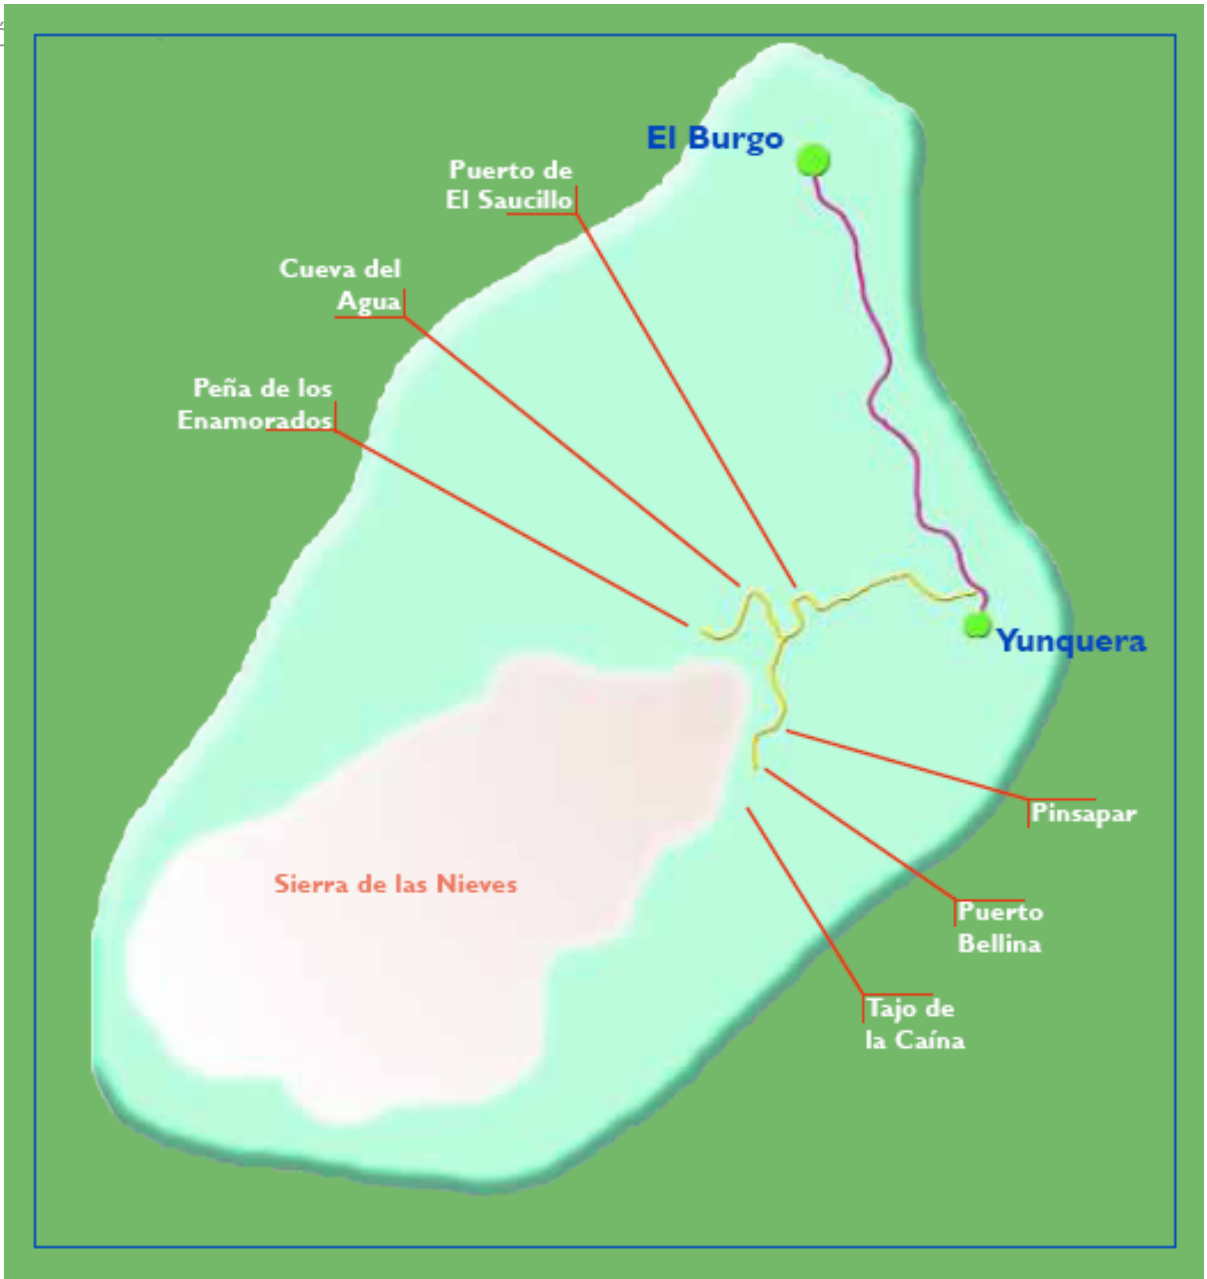 El Burgo
Puerto de
El Saucillo
Cueva del
Agua
Peña de los
Enamorados
Yunquera
Pinsapar
Sierra de las Nieves
Puerto
Bellina
Tajo de
la Caína